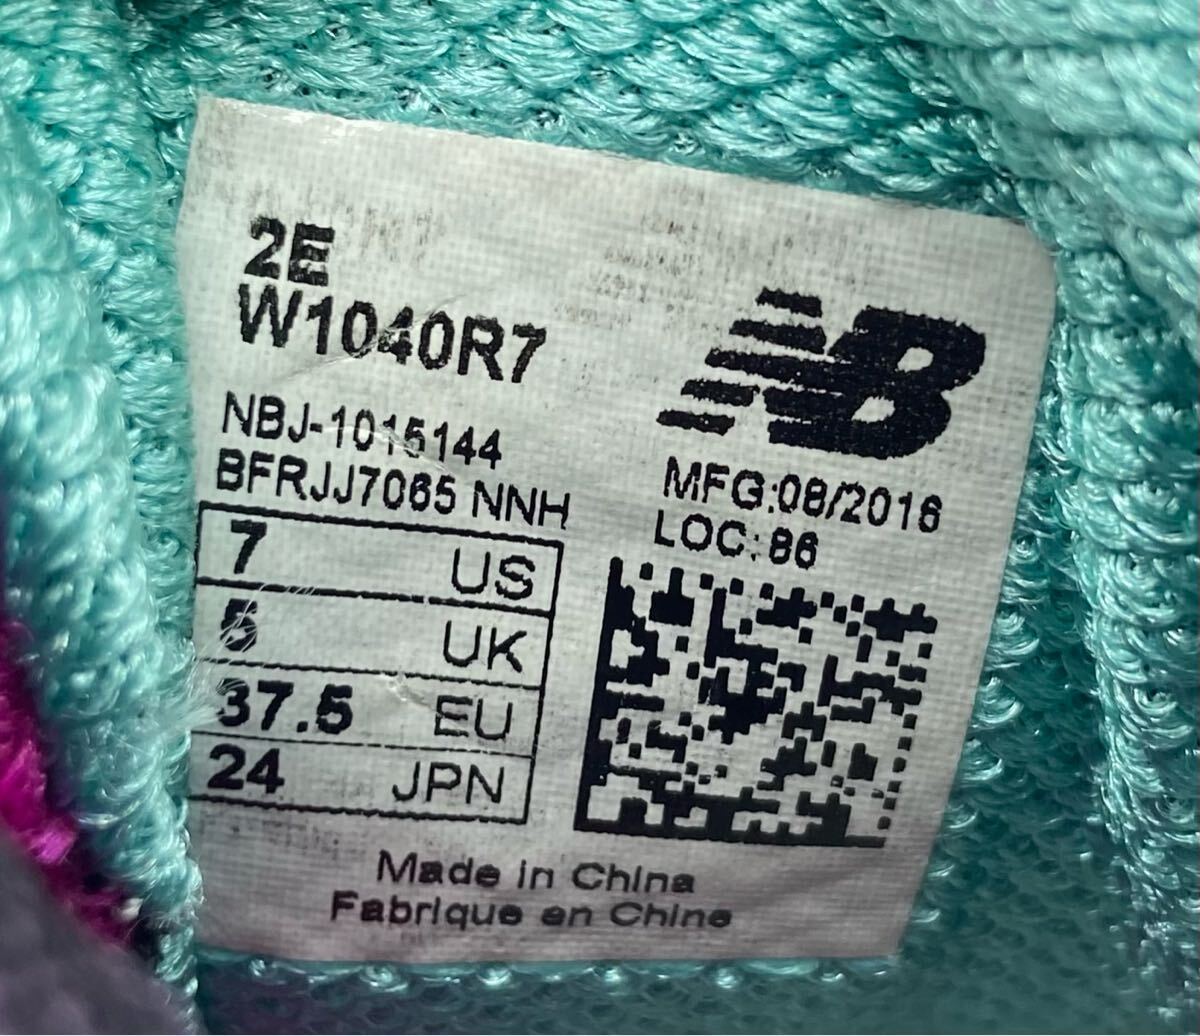 2E
W1040R7
NB
NBJ-1015144
BFRJJ7065 NNH
MFG:08/2016
LOC:86
7 US
5 UK
37.5 EU
24 JPN
Made in China
Fabrique en Chine